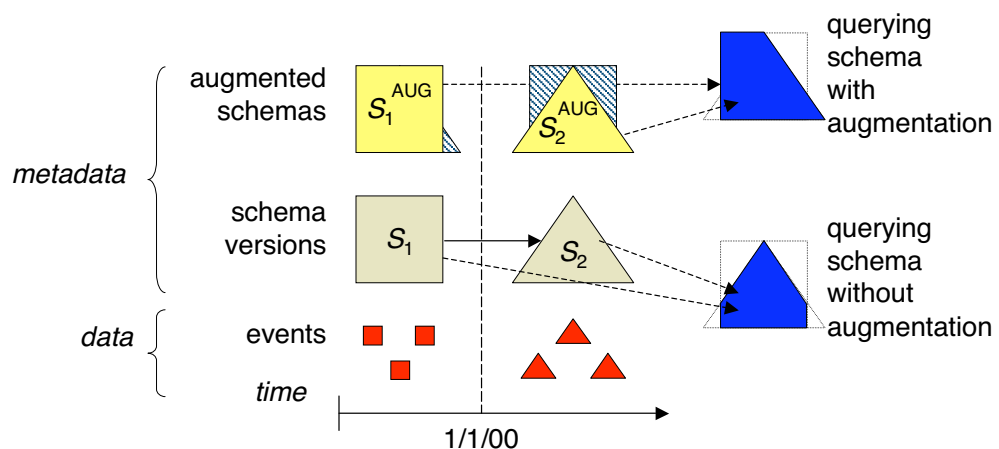 augmented
schemas
S₁ᴬᵁᴳ
S₂ᴬᵁᴳ
querying
schema
with
augmentation
metadata
schema
versions
S₁
S₂
querying
schema
without
augmentation
data
events
time
1/1/00